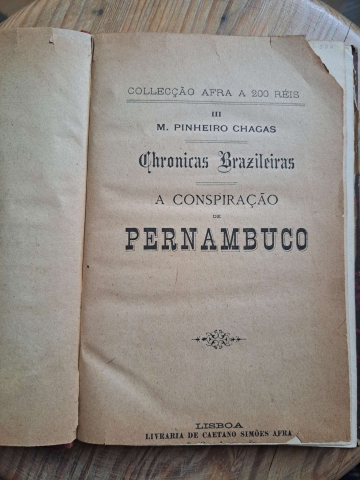 COLLECÇÃO AFRA A 200 RÉIS
III
M. PINHEIRO CHAGAS
Chronicas Brazileiras
A CONSPIRAÇÃO
DE
PERNAMBUCO
LISBOA
LIVRARIA DE CAETANO SIMÕES AFRA